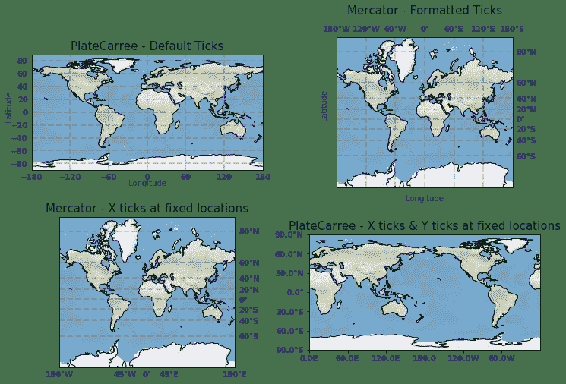 PlateCarree - Default Ticks
80
60
40
20
0
−20
−40
−60
−80
Latitude
−180 −120 −60 0 60 120 180
Longitude
Mercator - Formatted Ticks
180°W 120°W 60°W 0° 60°E 120°E 180°E
80°N
60°N
40°N
20°N
0°
20°S
40°S
60°S
Latitude
Longitude
Mercator - X ticks at fixed locations
80°N
60°N
40°N
20°N
0°
20°S
40°S
60°S
180°W 45°W 0° 45°E 180°E
PlateCarree - X ticks & Y ticks at fixed locations
90.0°N
60.0°N
30.0°N
0.0°
30.0°S
60.0°S
90.0°S
0.0°E 60.0°E 120.0°E 180.0 120.0°W 60.0°W